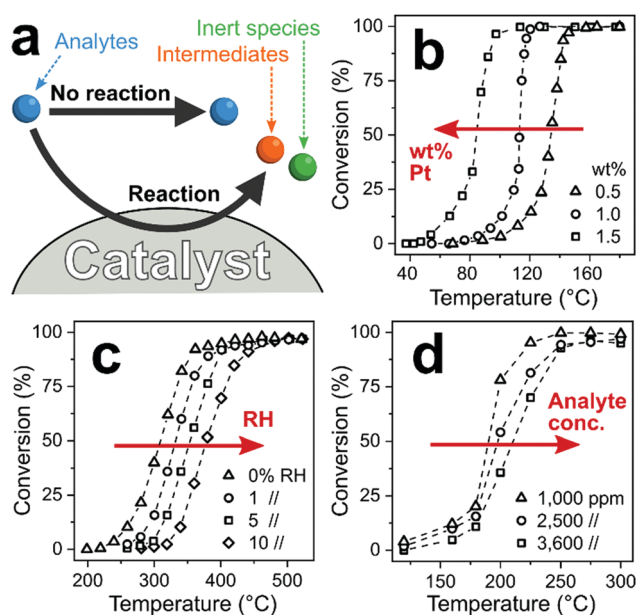 a
Analytes
Inert species
Intermediates
No reaction
Reaction
Catalyst
b
Conversion (%)
100
75
50
25
0
wt%
Pt
wt%
0.5
1.0
1.5
40
80
120
160
Temperature (°C)
c
Conversion (%)
100
75
50
25
0
RH
0% RH
1 //
5 //
10 //
200
300
400
500
Temperature (°C)
d
Conversion (%)
100
75
50
25
0
Analyte
conc.
1,000 ppm
2,500 //
3,600 //
150
200
250
300
Temperature (°C)